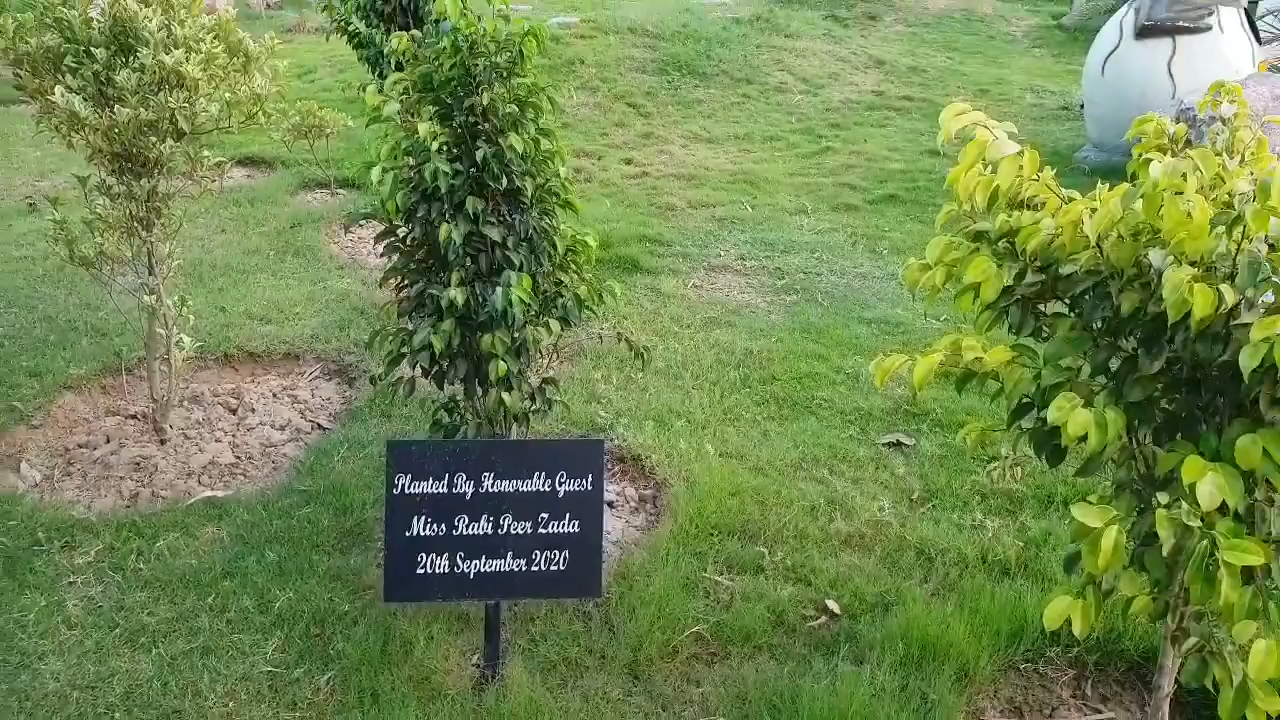 Planted By Honorable Guest
Miss Rabi Peer Zada
20th September 2020